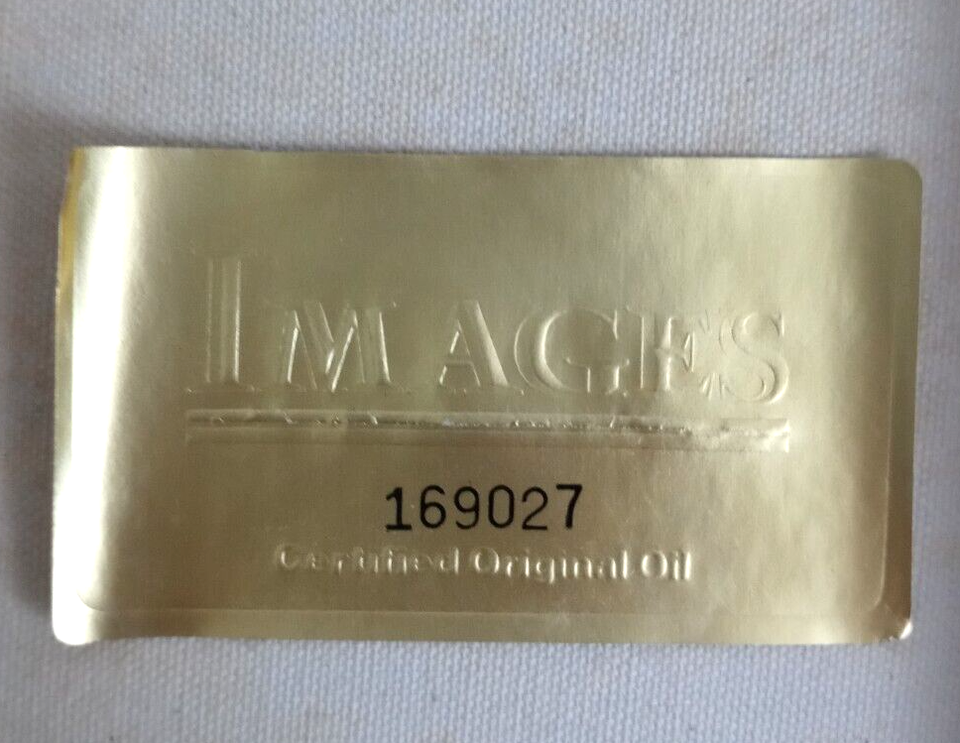 IMAGES
169027
Certified Original Oil